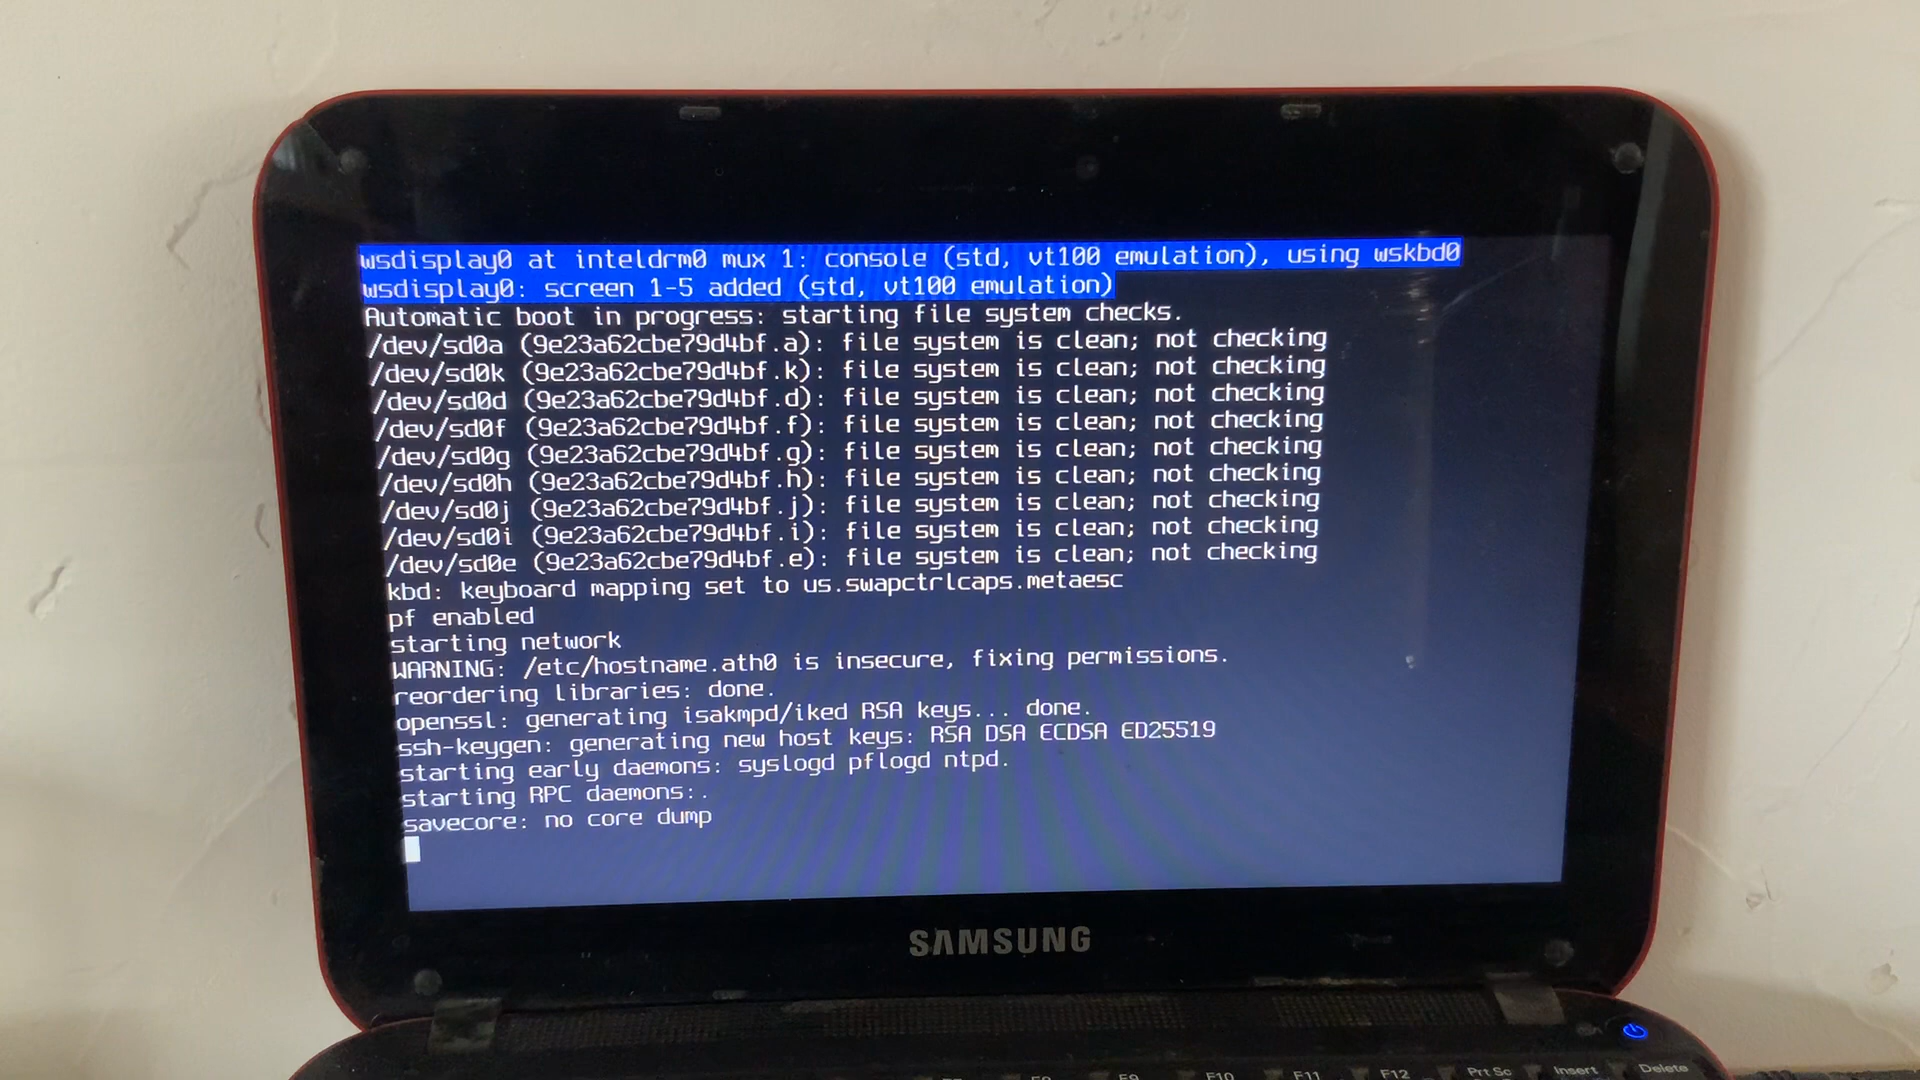 wsdisplay0 at inteldrm0 mux 1: console (std, vt100 emulation), using wskbd0
wsdisplay0: screen 1-5 added (std, vt100 emulation)
Automatic boot in progress: starting file system checks.
/dev/sd0a (9e23a62cbe79d4bf.a): file system is clean; not checking
/dev/sd0k (9e23a62cbe79d4bf.k): file system is clean; not checking
/dev/sd0d (9e23a62cbe79d4bf.d): file system is clean; not checking
/dev/sd0f (9e23a62cbe79d4bf.f): file system is clean; not checking
/dev/sd0g (9e23a62cbe79d4bf.g): file system is clean; not checking
/dev/sd0h (9e23a62cbe79d4bf.h): file system is clean; not checking
/dev/sd0j (9e23a62cbe79d4bf.j): file system is clean; not checking
/dev/sd0i (9e23a62cbe79d4bf.i): file system is clean; not checking
/dev/sd0e (9e23a62cbe79d4bf.e): file system is clean; not checking
kbd: keyboard mapping set to us.swapctrlcaps.metaesc
pf enabled
starting network
WARNING: /etc/hostname.ath0 is insecure, fixing permissions.
reordering libraries: done.
openssl: generating isakmpd/iked RSA keys... done.
ssh-keygen: generating new host keys: RSA DSA ECDSA ED25519
starting early daemons: syslogd pflogd ntpd.
starting RPC daemons:.
savecore: no core dump
SAMSUNG
F9 F10 F11 F12 Prt Sc Insert Delete